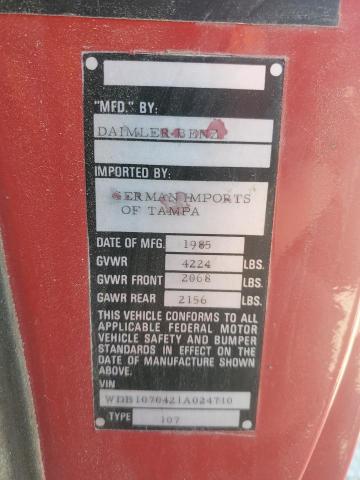 "MFD." BY:
DAIMLER-BENZ
IMPORTED BY:
GERMAN IMPORTS
OF TAMPA
DATE OF MFG. 1985
GVWR 4224 LBS.
GVWR FRONT 2068 LBS.
GAWR REAR 2156 LBS.
THIS VEHICLE CONFORMS TO ALL
APPLICABLE FEDERAL MOTOR
VEHICLE SAFETY AND BUMPER
STANDARDS IN EFFECT ON THE
DATE OF MANUFACTURE SHOWN
ABOVE.
VIN
WDB1070421A024710
TYPE 107